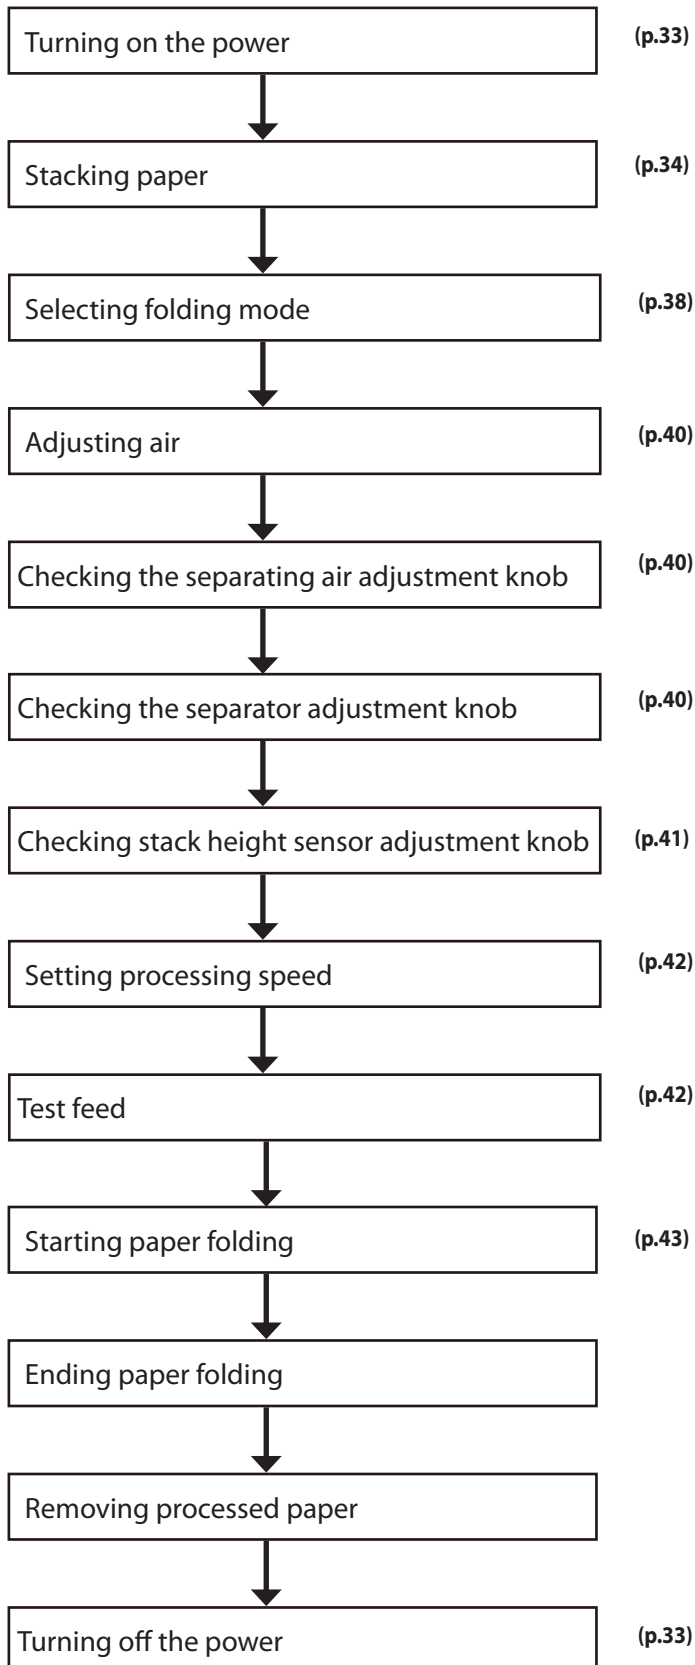 Turning on the power (p.33)
Stacking paper (p.34)
Selecting folding mode (p.38)
Adjusting air (p.40)
Checking the separating air adjustment knob (p.40)
Checking the separator adjustment knob (p.40)
Checking stack height sensor adjustment knob (p.41)
Setting processing speed (p.42)
Test feed (p.42)
Starting paper folding (p.43)
Ending paper folding
Removing processed paper
Turning off the power (p.33)